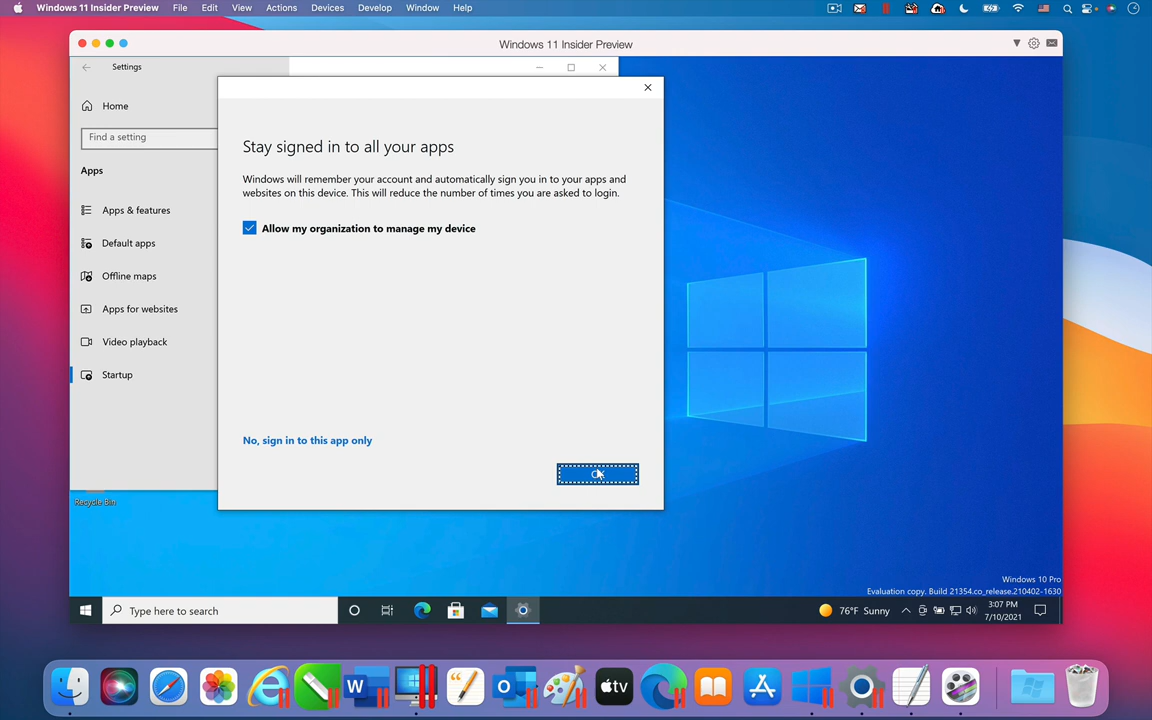 Windows 11 Insider Preview File Edit View Actions Devices Develop Window Help
Windows 11 Insider Preview
Settings
Home
Find a setting
Apps
Apps & features
Default apps
Offline maps
Apps for websites
Video playback
Startup
Stay signed in to all your apps
Windows will remember your account and automatically sign you in to your apps and
websites on this device. This will reduce the number of times you are asked to login.
Allow my organization to manage my device
No, sign in to this app only
OK
Recycle Bin
Windows 10 Pro
Evaluation copy. Build 21354.co_release.210402-1630
Type here to search
76°F Sunny
3:07 PM
7/10/2021